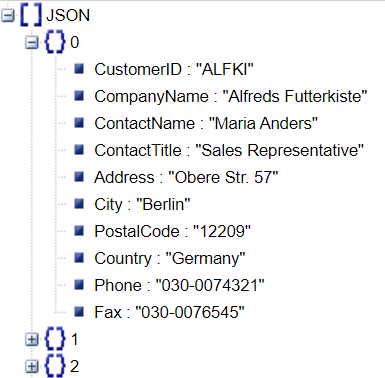 JSON
0
CustomerID : "ALFKI"
CompanyName : "Alfreds Futterkiste"
ContactName : "Maria Anders"
ContactTitle : "Sales Representative"
Address : "Obere Str. 57"
City : "Berlin"
PostalCode : "12209"
Country : "Germany"
Phone : "030-0074321"
Fax : "030-0076545"
1
2